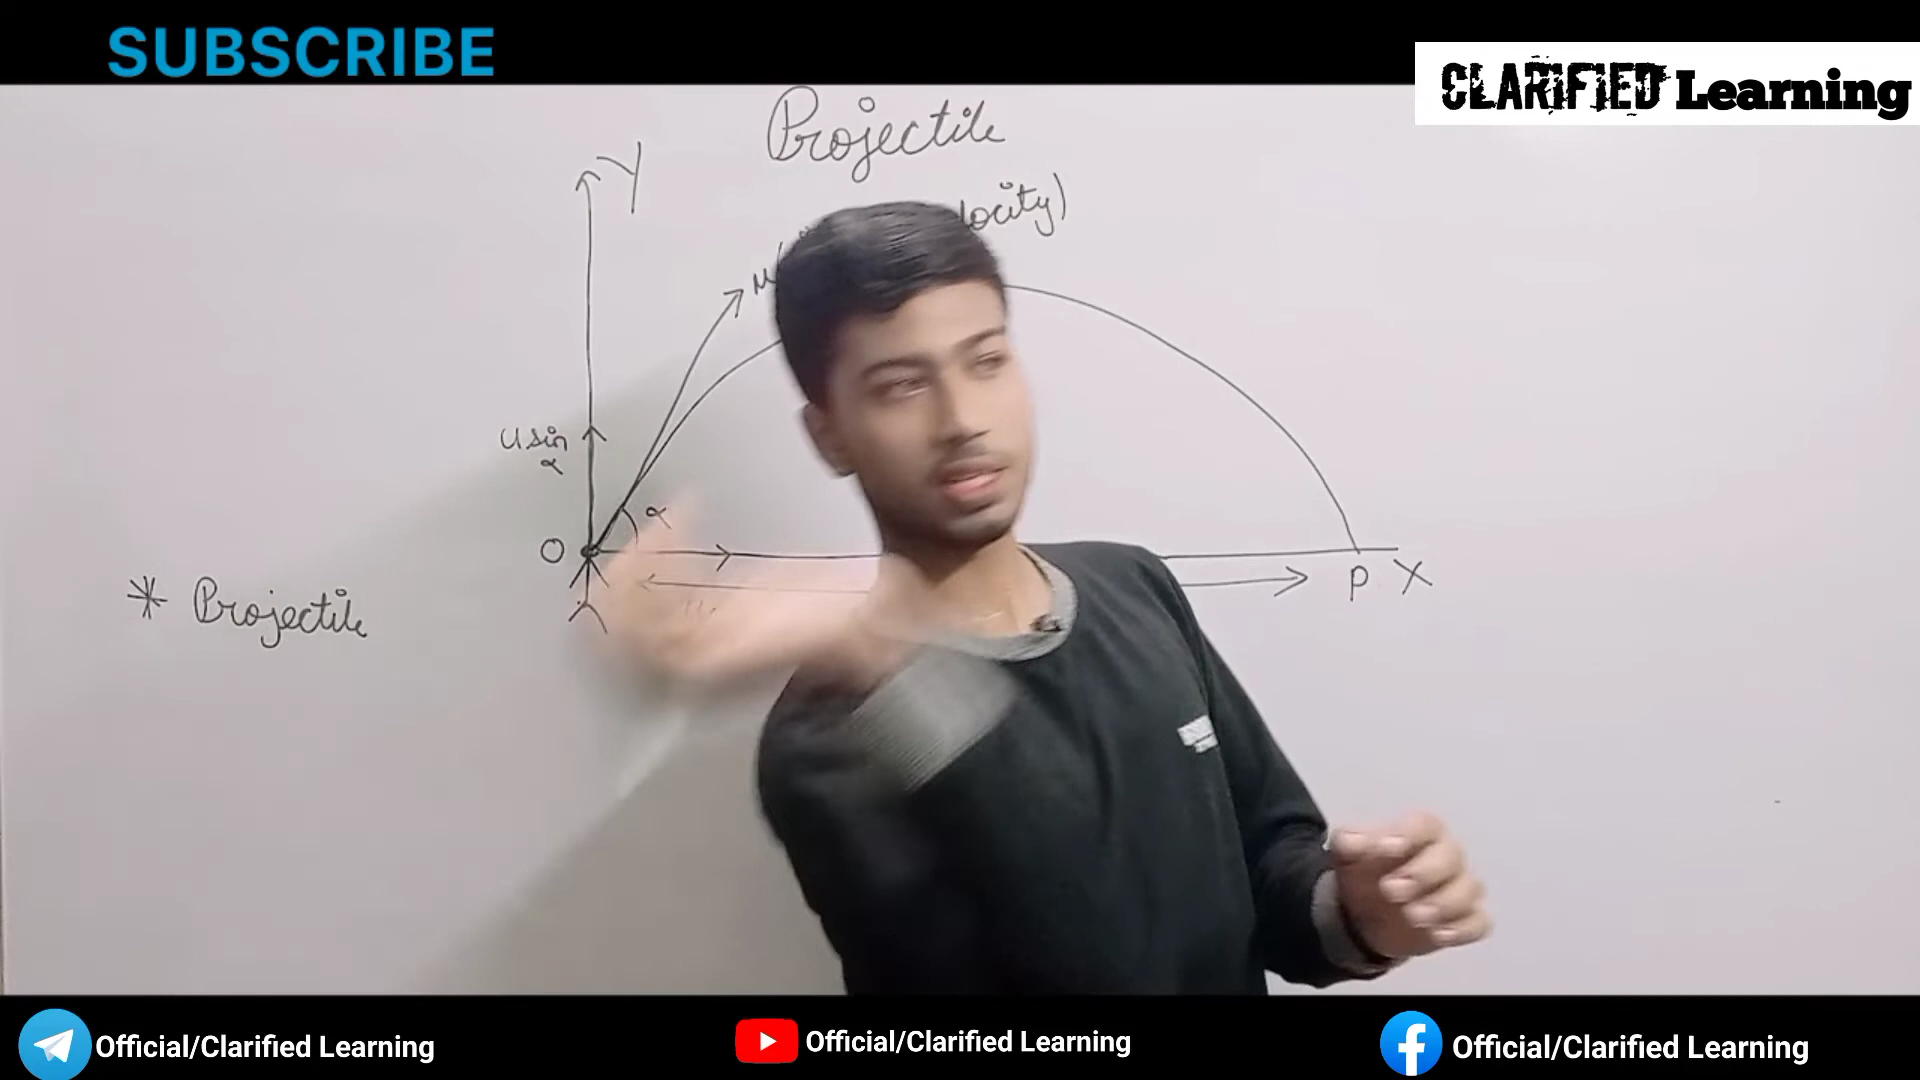 SUBSCRIBE
CLARIFIED Learning
Projectile
Y
u
locity)
u sin
α
α
O
P X
* Projectile
Official/Clarified Learning
Official/Clarified Learning
Official/Clarified Learning